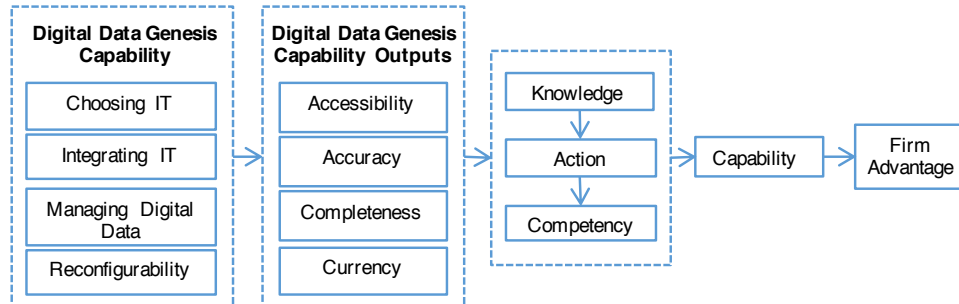 Digital Data Genesis
Capability
Choosing IT
Integrating IT
Managing Digital
Data
Reconfigurability
Digital Data Genesis
Capability Outputs
Accessibility
Accuracy
Completeness
Currency
Knowledge
Action
Competency
Capability
Firm
Advantage